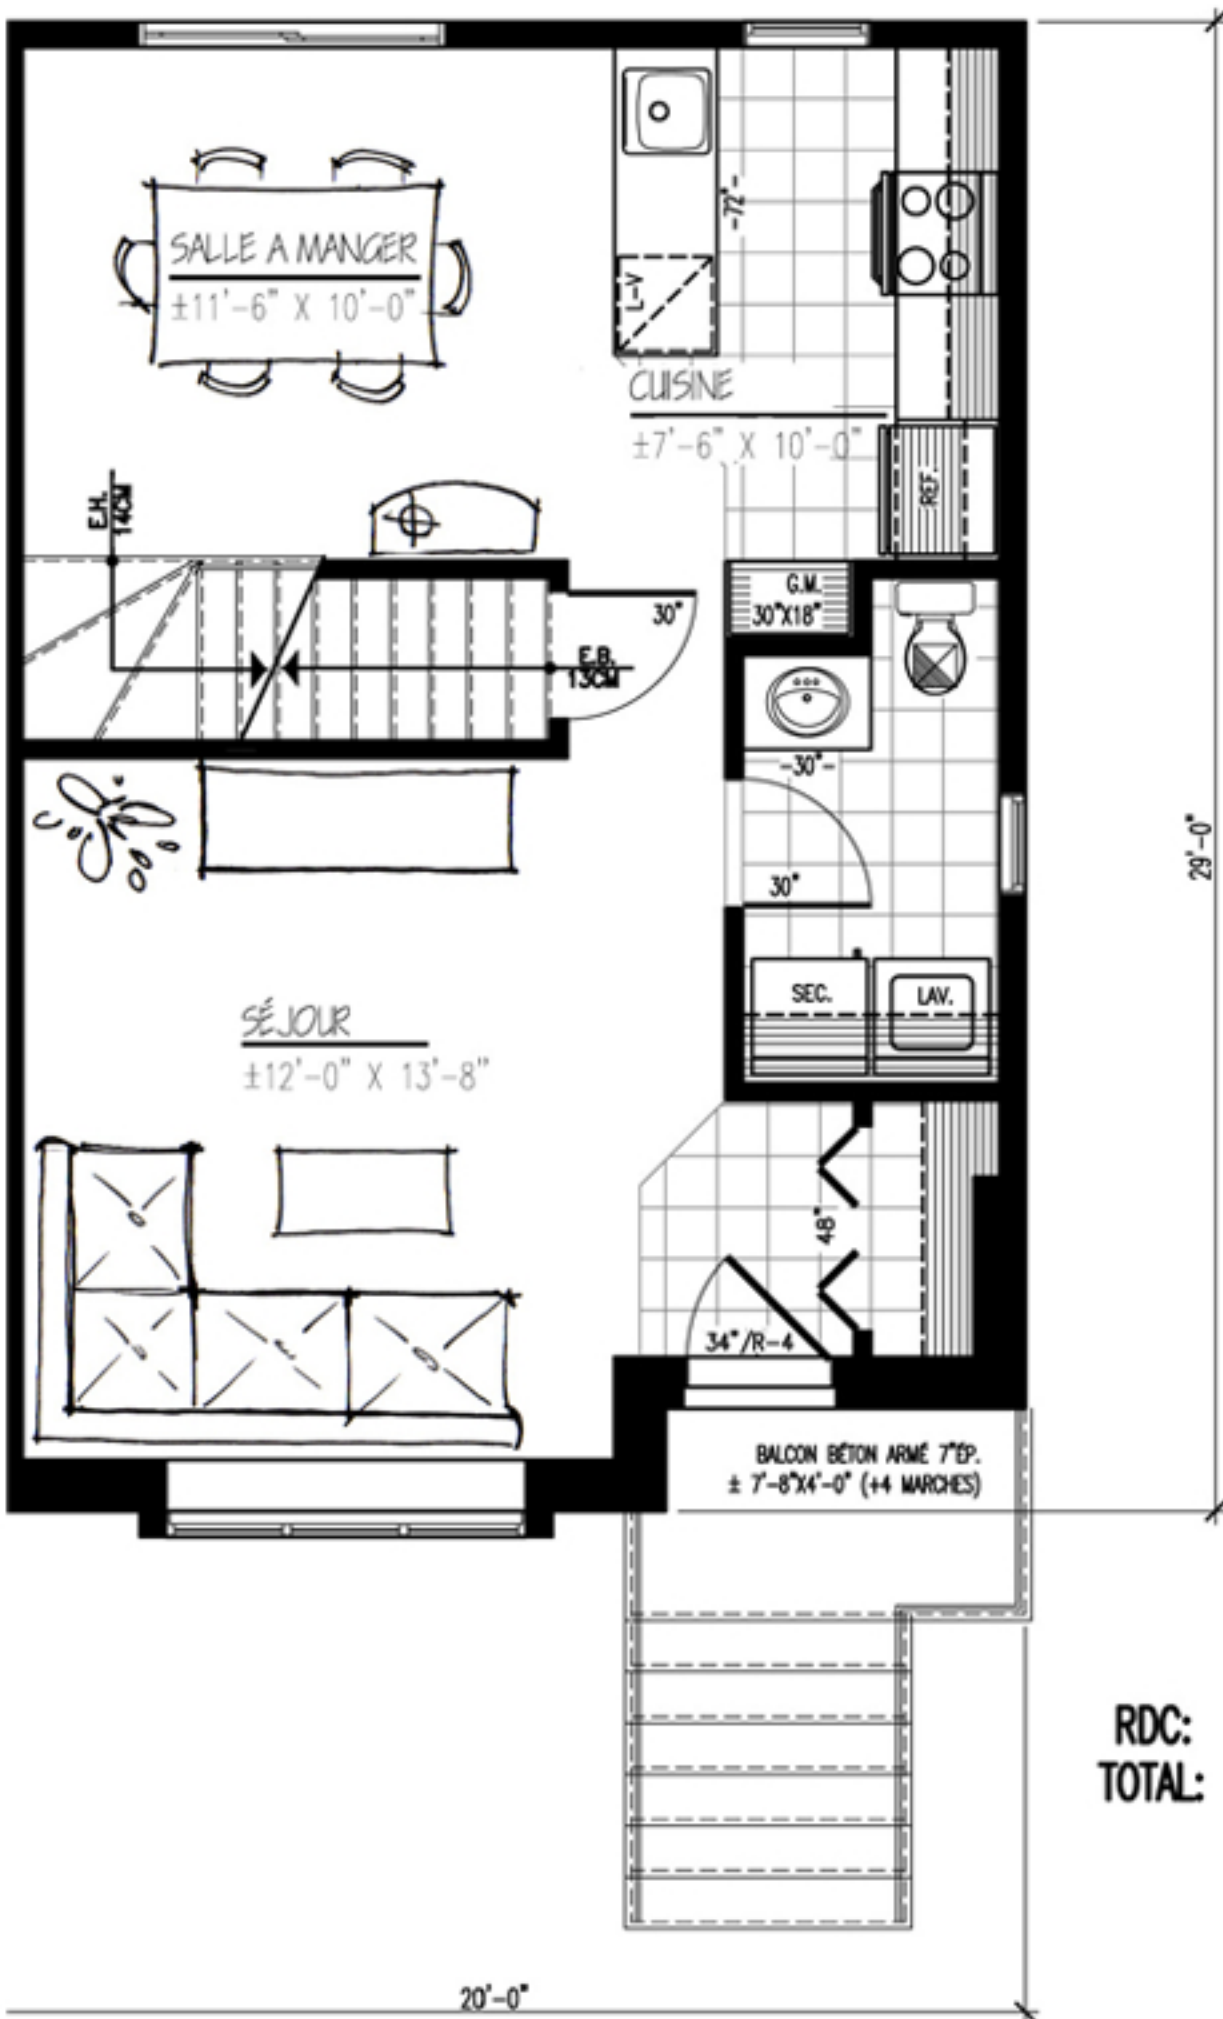 SALLE A MANGER
±11'-6" X 10'-0"
-72"-
L-V
CUISINE
±7'-6" X 10'-0"
REF.
E.H.
14CM
G.M.
30"X18"
30"
E.B.
13CM
-30"-
30"
29'-0"
SEC.
LAV.
SÉJOUR
±12'-0" X 13'-8"
48"
34"/R-4
BALCON BÉTON ARMÉ 7"ÉP.
± 7'-8"X4'-0" (+4 MARCHES)
RDC:
TOTAL:
20'-0"